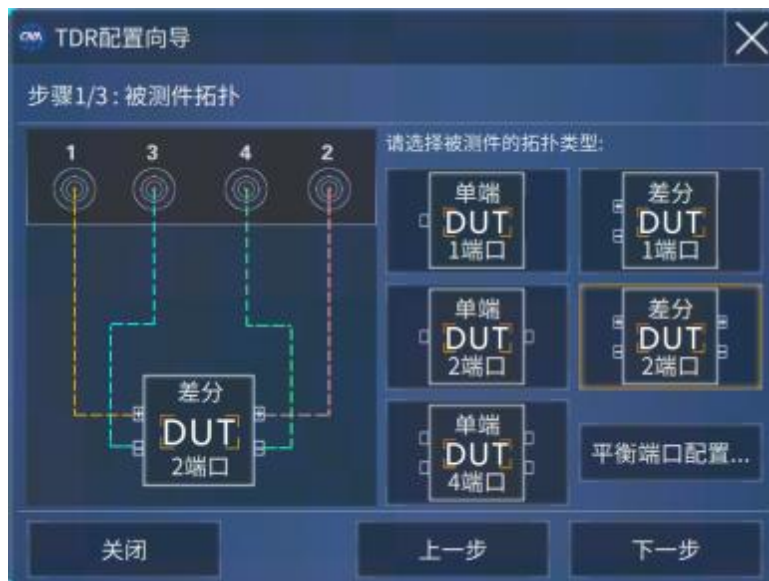 CNA TDR配置向导
步骤1/3:被测件拓扑
1 3 4 2
差分
DUT
2端口
请选择被测件的拓扑类型:
单端
DUT
1端口
差分
DUT
1端口
单端
DUT
2端口
差分
DUT
2端口
单端
DUT
4端口
平衡端口配置...
关闭 上一步 下一步